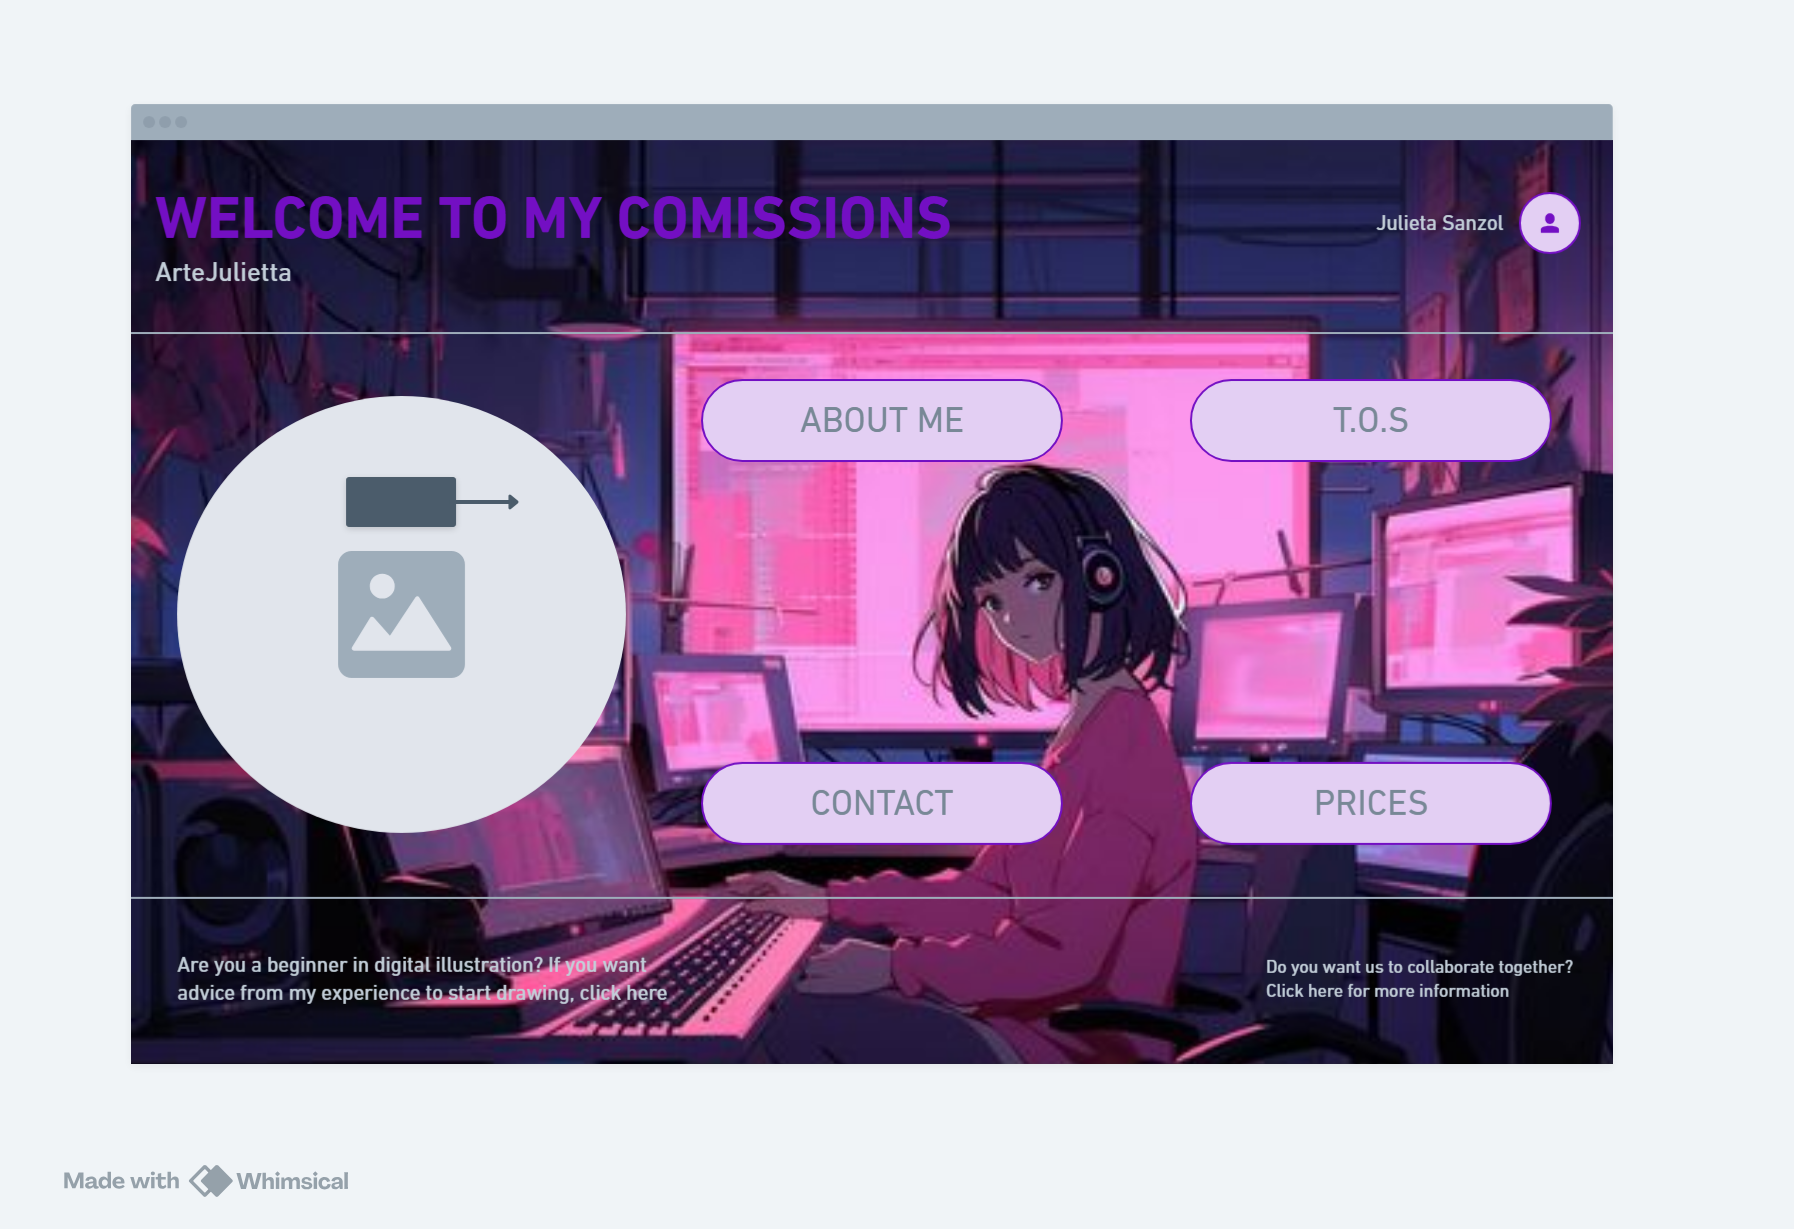 WELCOME TO MY COMISSIONS
ArteJulietta
Julieta Sanzol
ABOUT ME
T.O.S
CONTACT
PRICES
Are you a beginner in digital illustration? If you want
advice from my experience to start drawing, click here
Do you want us to collaborate together?
Click here for more information
Made with Whimsical